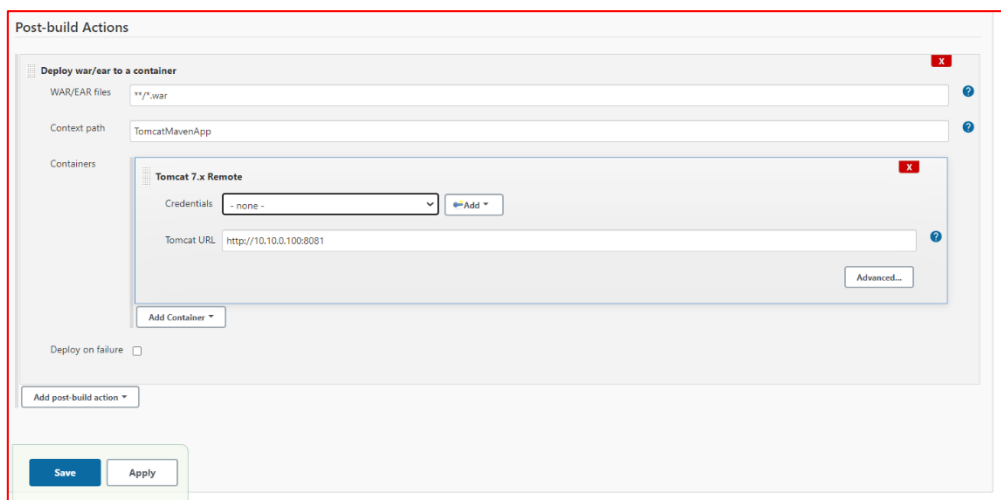 Post-build Actions
X
Deploy war/ear to a container
WAR/EAR files **/*.war ?
Context path TomcatMavenApp ?
Containers
X
Tomcat 7.x Remote
Credentials - none - Add
Tomcat URL http://10.10.0.100:8081 ?
Advanced...
Add Container
Deploy on failure
Add post-build action
Save Apply